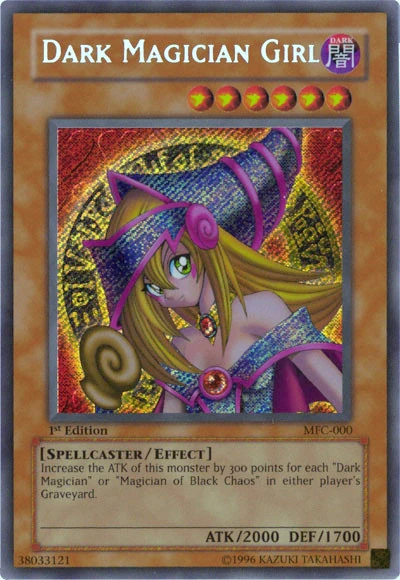 DARK MAGICIAN GIRL
DARK
闇
1st Edition
MFC-000
[SPELLCASTER/EFFECT]
Increase the ATK of this monster by 300 points for each "Dark
Magician" or "Magician of Black Chaos" in either player's
Graveyard.
ATK/2000 DEF/1700
38033121
©1996 KAZUKI TAKAHASHI